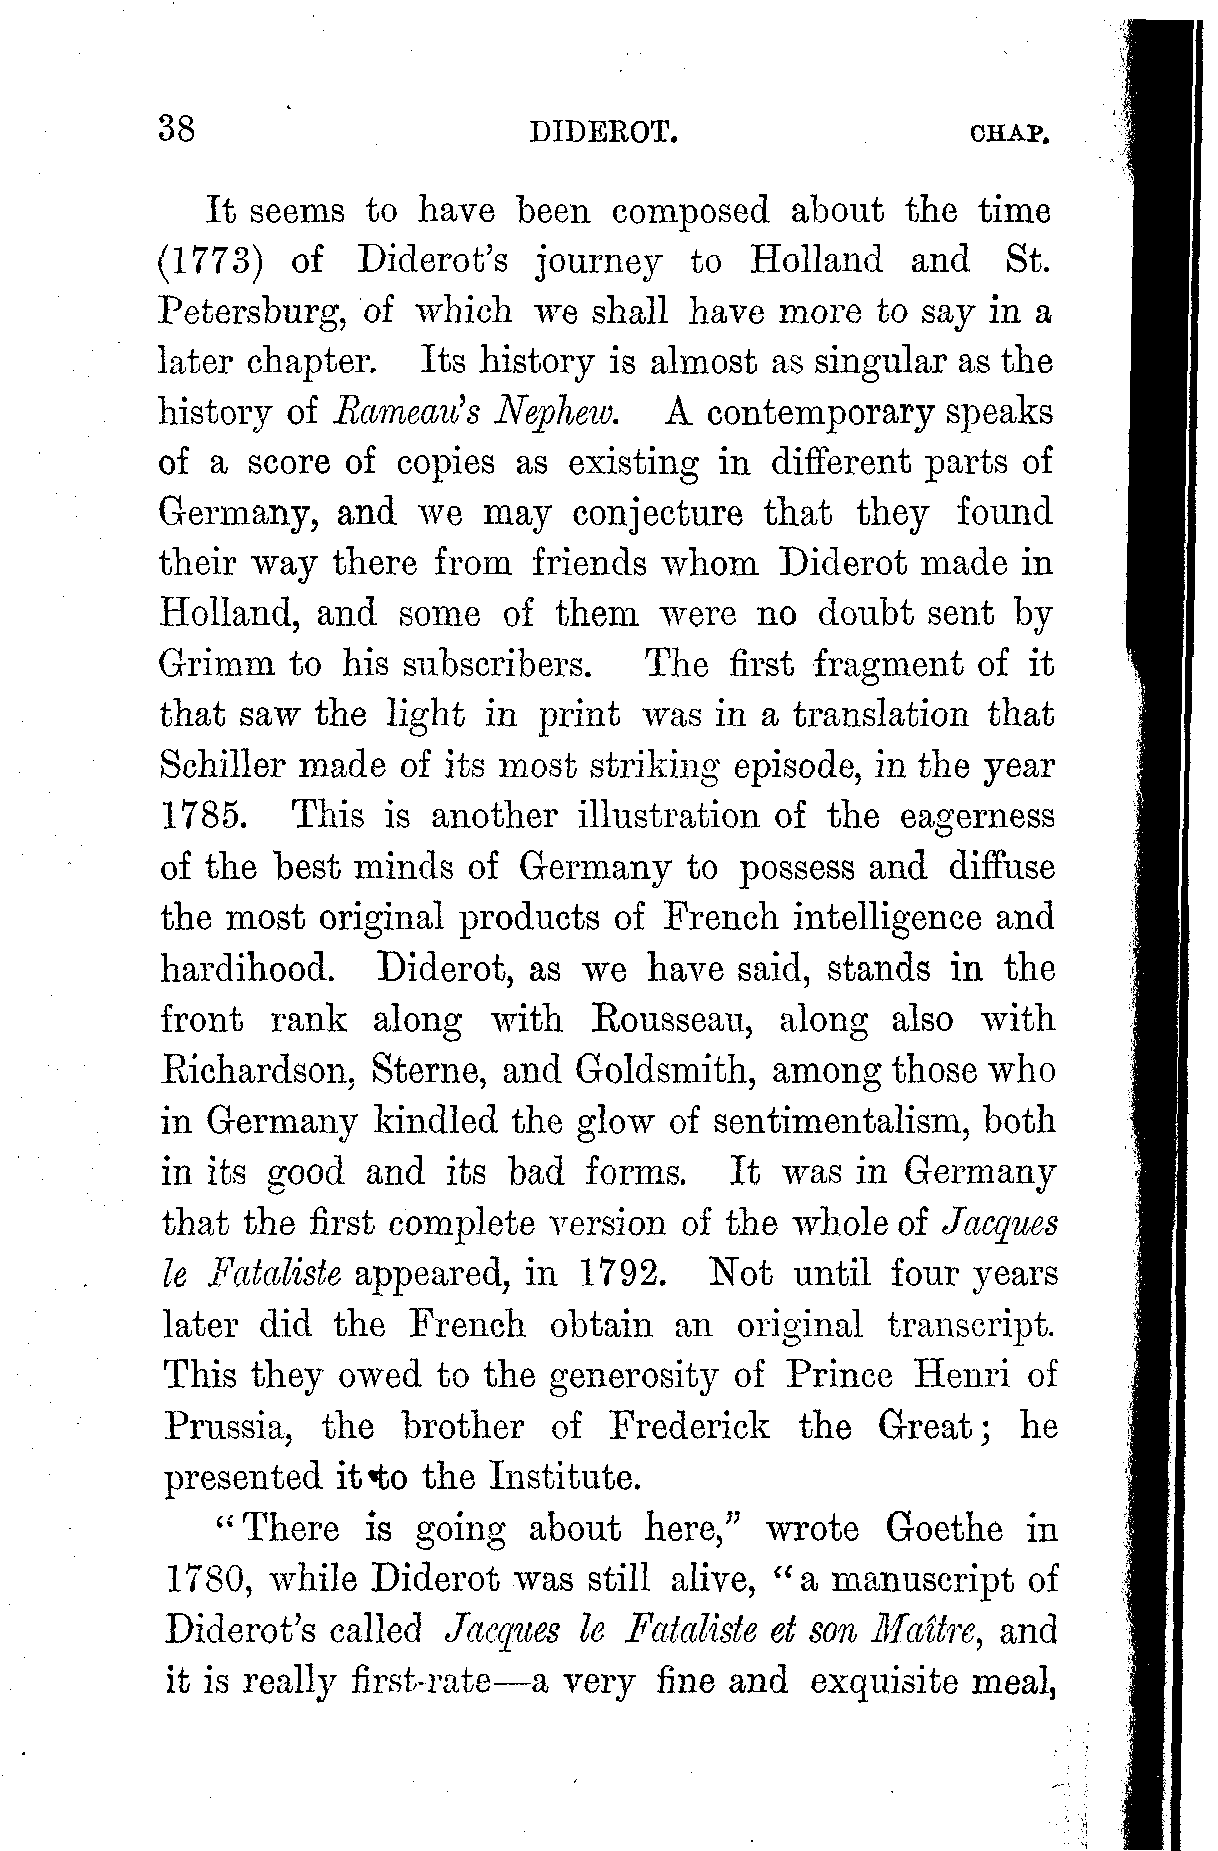 38 DIDEROT. CHAP.
It seems to have been composed about the time
(1773) of Diderot's journey to Holland and St.
Petersburg, of which we shall have more to say in a
later chapter. Its history is almost as singular as the
history of Rameau's Nephew. A contemporary speaks
of a score of copies as existing in different parts of
Germany, and we may conjecture that they found
their way there from friends whom Diderot made in
Holland, and some of them were no doubt sent by
Grimm to his subscribers. The first fragment of it
that saw the light in print was in a translation that
Schiller made of its most striking episode, in the year
1785. This is another illustration of the eagerness
of the best minds of Germany to possess and diffuse
the most original products of French intelligence and
hardihood. Diderot, as we have said, stands in the
front rank along with Rousseau, along also with
Richardson, Sterne, and Goldsmith, among those who
in Germany kindled the glow of sentimentalism, both
in its good and its bad forms. It was in Germany
that the first complete version of the whole of Jacques
le Fataliste appeared, in 1792. Not until four years
later did the French obtain an original transcript.
This they owed to the generosity of Prince Henri of
Prussia, the brother of Frederick the Great; he
presented it to the Institute.
"There is going about here," wrote Goethe in
1780, while Diderot was still alive, "a manuscript of
Diderot's called Jacques le Fataliste et son Maître, and
it is really first-rate—a very fine and exquisite meal,